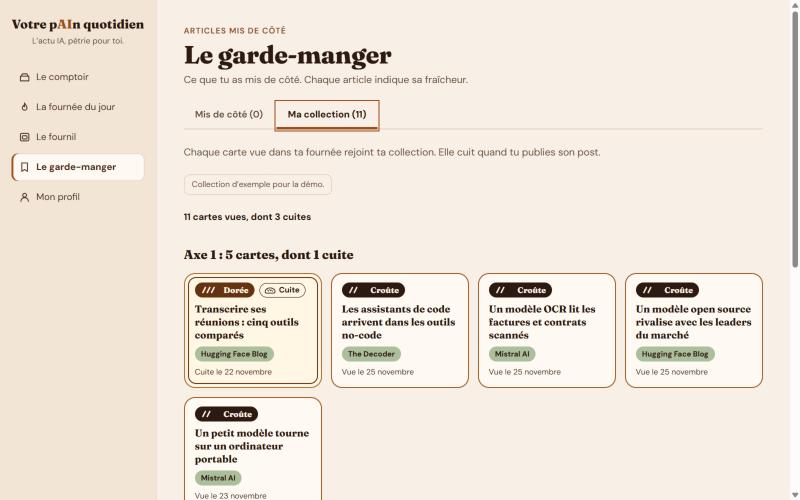 Votre pAIn quotidien
L'actu IA, pétrie pour toi.
Le comptoir
La fournée du jour
Le fournil
Le garde-manger
Mon profil
ARTICLES MIS DE CÔTÉ
Le garde-manger
Ce que tu as mis de côté. Chaque article indique sa fraîcheur.
Mis de côté (0)
Ma collection (11)
Chaque carte vue dans ta fournée rejoint ta collection. Elle cuit quand tu publies son post.
Collection d'exemple pour la démo.
11 cartes vues, dont 3 cuites
Axe 1 : 5 cartes, dont 1 cuite
/// Dorée
Cuite
Transcrire ses
réunions : cinq outils
comparés
Hugging Face Blog
Cuite le 22 novembre
// Croûte
Les assistants de code
arrivent dans les outils
no-code
The Decoder
Vue le 25 novembre
// Croûte
Un modèle OCR lit les
factures et contrats
scannés
Mistral AI
Vue le 25 novembre
// Croûte
Un modèle open source
rivalise avec les leaders
du marché
Hugging Face Blog
Vue le 25 novembre
// Croûte
Un petit modèle tourne
sur un ordinateur
portable
Mistral AI
Vue le 23 novembre